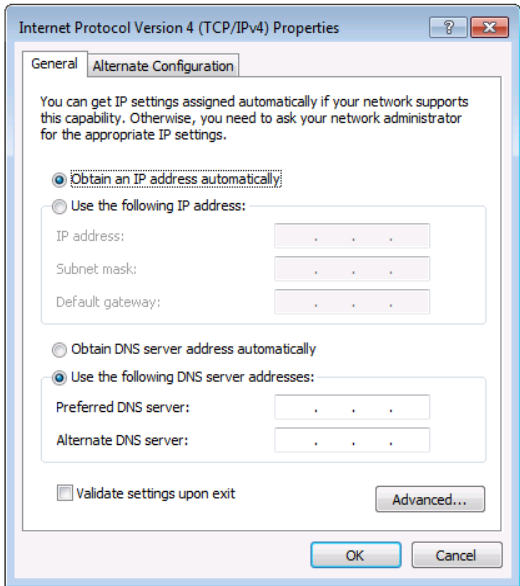 Internet Protocol Version 4 (TCP/IPv4) Properties
General
Alternate Configuration
You can get IP settings assigned automatically if your network supports
this capability. Otherwise, you need to ask your network administrator
for the appropriate IP settings.
Obtain an IP address automatically
Use the following IP address:
IP address:
Subnet mask:
Default gateway:
Obtain DNS server address automatically
Use the following DNS server addresses:
Preferred DNS server:
Alternate DNS server:
Validate settings upon exit
Advanced...
OK
Cancel